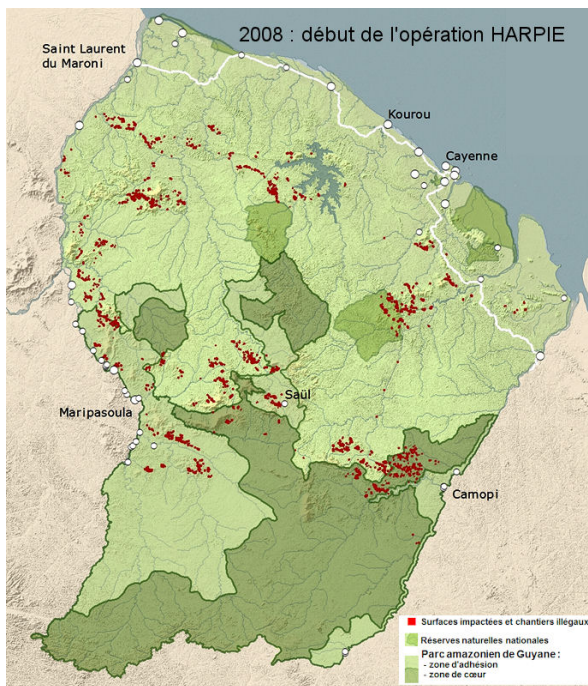 2008 : début de l'opération HARPIE
Saint Laurent
du Maroni
Kourou
Cayenne
Saül
Maripasoula
Camopi
Surfaces impactées et chantiers illégaux
Réserves naturelles nationales
Parc amazonien de Guyane :
- zone d'adhésion
- zone de cœur